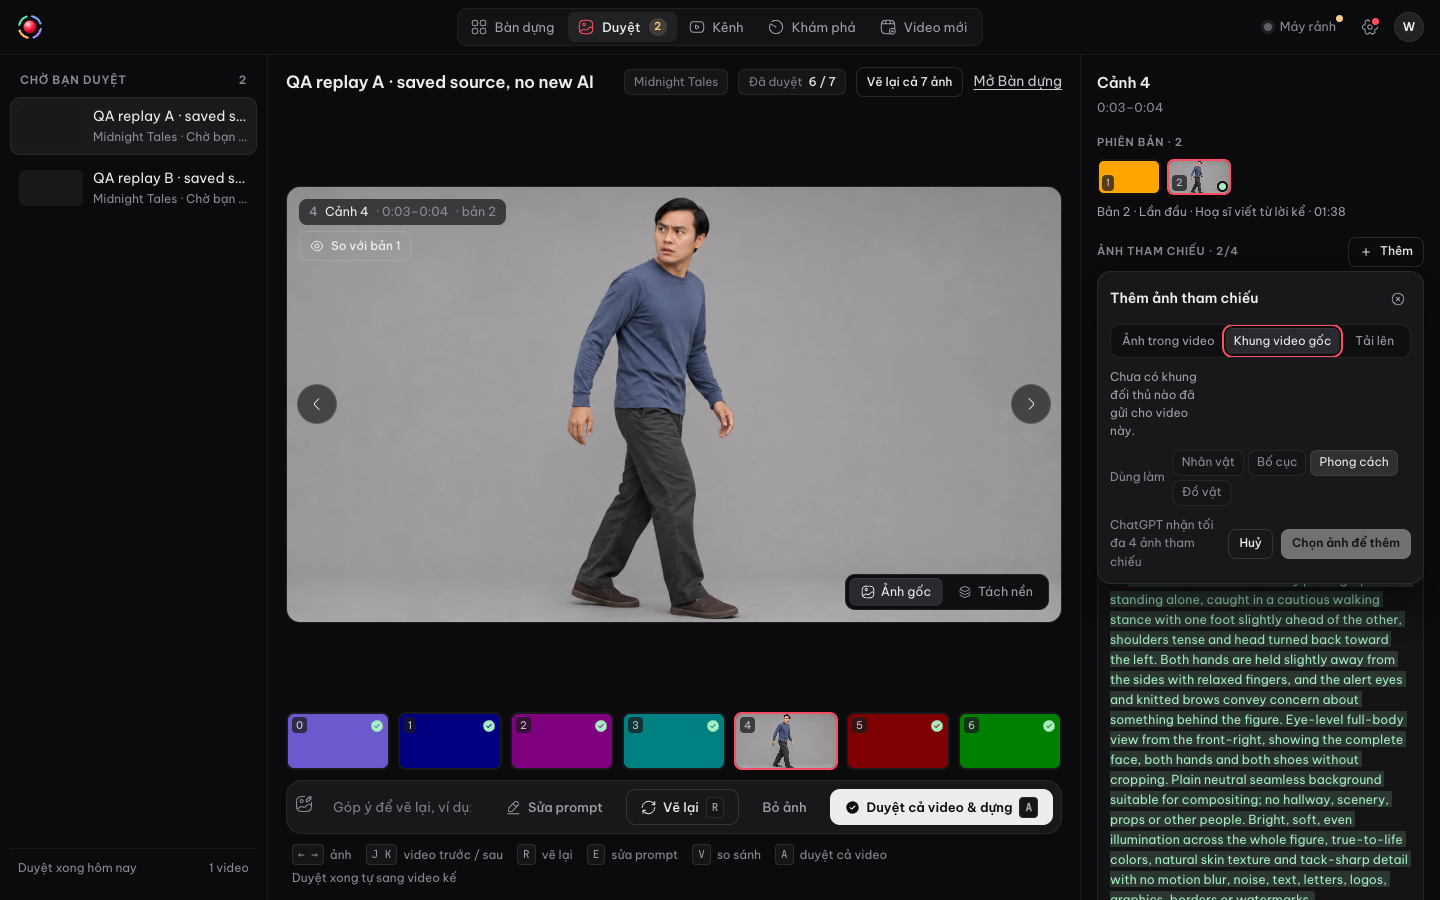 Bàn dựng
Duyệt 2
Kênh
Khám phá
Video mới
Máy rảnh
W
CHỜ BẠN DUYỆT 2
QA replay A · saved s...
Midnight Tales · Chờ bạn ...
QA replay B · saved s...
Midnight Tales · Chờ bạn ...
Duyệt xong hôm nay 1 video
QA replay A · saved source, no new AI
Midnight Tales
Đã duyệt 6 / 7
Vẽ lại cả 7 ảnh
Mở Bàn dựng
4 Cảnh 4 · 0:03–0:04 · bản 2
So với bản 1
Ảnh gốc
Tách nền
0
1
2
3
4
5
6
Góp ý để vẽ lại, ví dụ:
Sửa prompt
Vẽ lại R
Bỏ ảnh
Duyệt cả video & dựng A
← → ảnh J K video trước / sau R vẽ lại E sửa prompt V so sánh A duyệt cả video
Duyệt xong tự sang video kế
Cảnh 4
0:03–0:04
PHIÊN BẢN · 2
1
2
Bản 2 · Lần đầu · Hoạ sĩ viết từ lời kể · 01:38
ẢNH THAM CHIẾU · 2/4
+ Thêm
Thêm ảnh tham chiếu
Ảnh trong video
Khung video gốc
Tải lên
Chưa có khung
đối thủ nào đã
gửi cho video
này.
Dùng làm
Nhân vật
Bố cục
Phong cách
Đồ vật
ChatGPT nhận tối
đa 4 ảnh tham
chiếu
Huỷ
Chọn ảnh để thêm
standing alone, caught in a cautious walking
stance with one foot slightly ahead of the other,
shoulders tense and head turned back toward
the left. Both hands are held slightly away from
the sides with relaxed fingers, and the alert eyes
and knitted brows convey concern about
something behind the figure. Eye-level full-body
view from the front-right, showing the complete
face, both hands and both shoes without
cropping. Plain neutral seamless background
suitable for compositing; no hallway, scenery,
props or other people. Bright, soft, even
illumination across the whole figure, true-to-life
colors, natural skin texture and tack-sharp detail
with no motion blur, noise, text, letters, logos,
graphics, borders or watermarks.